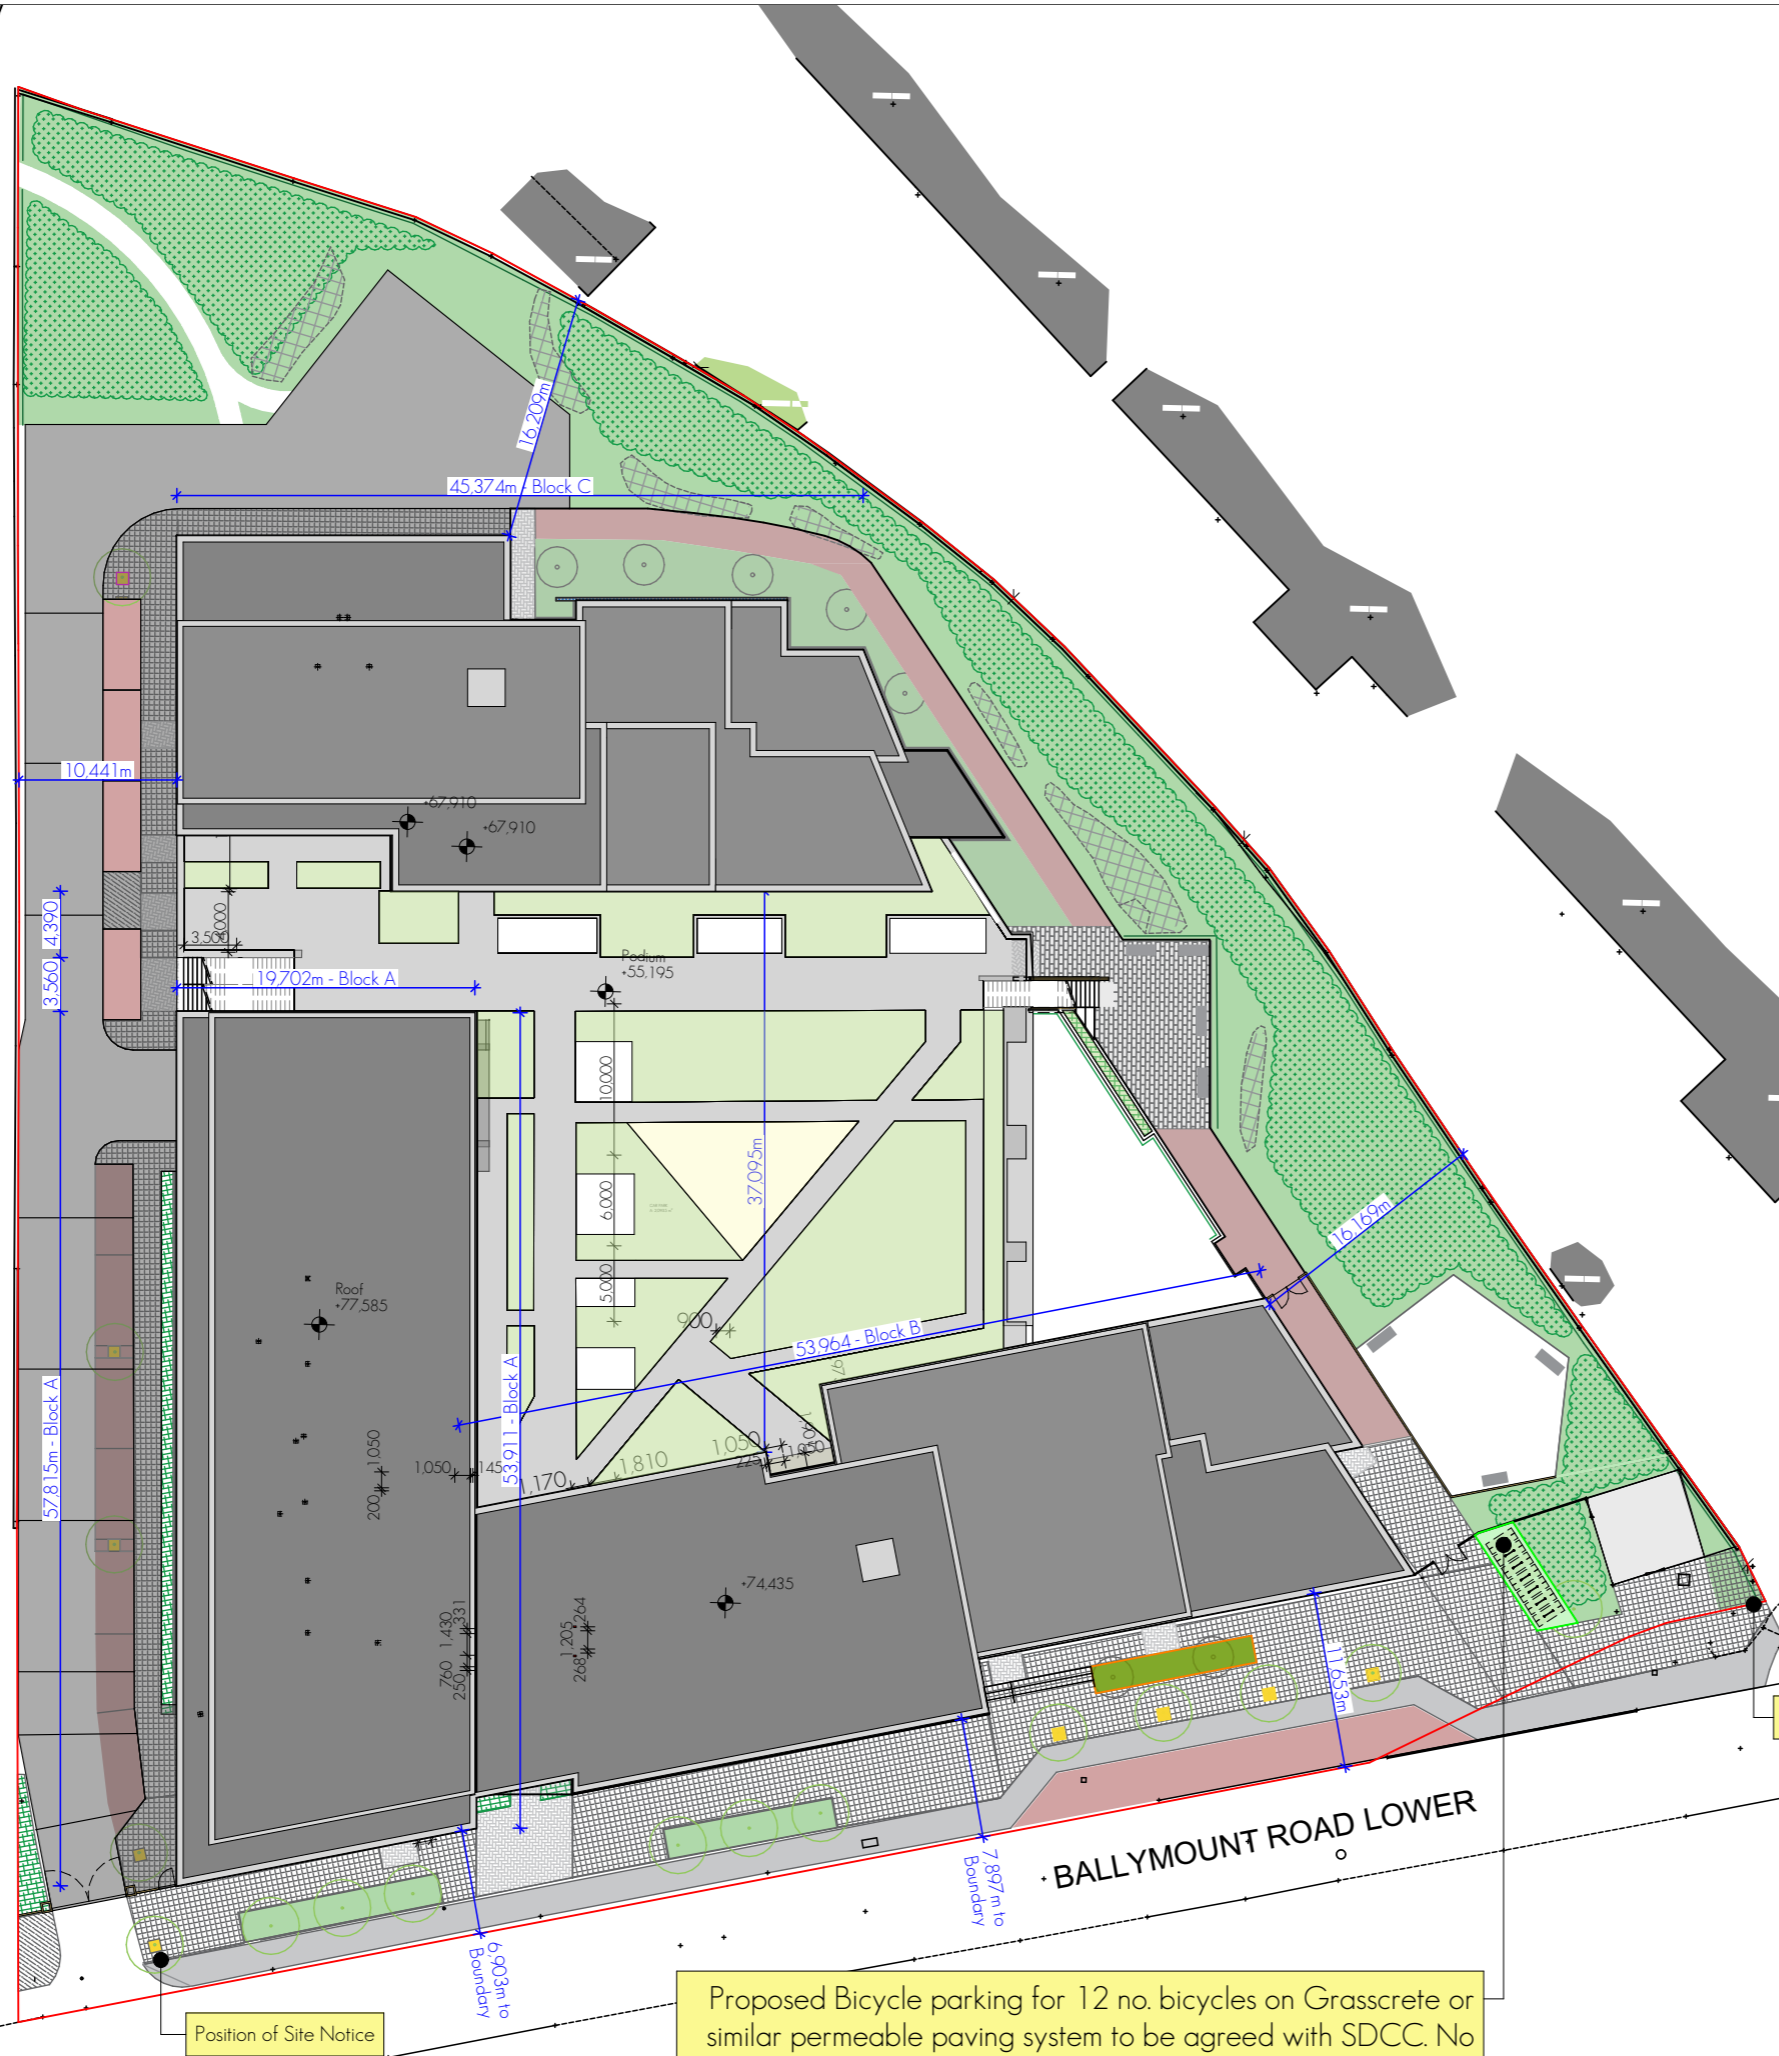 16,209m
45,374m - Block C
10,441m
+67,910
+67,910
4,390
3,560
4,000
3,500
19,702m - Block A
Podium
+55,195
10,000
6,000
5,000
37,095m
16,169m
900
53,964 - Block B
53,911 - Block A
57,815m - Block A
Roof
+77,585
1,050
200
1,050
145
1,170
1,810
1,050
225
1,050
+74,435
1,430
331
760
250
1,205
264
268
11,653m
7,897m to
Boundary
6,903m to
Boundary
BALLYMOUNT ROAD LOWER
Position of Site Notice
Proposed Bicycle parking for 12 no. bicycles on Grasscrete or
similar permeable paving system to be agreed with SDCC. No